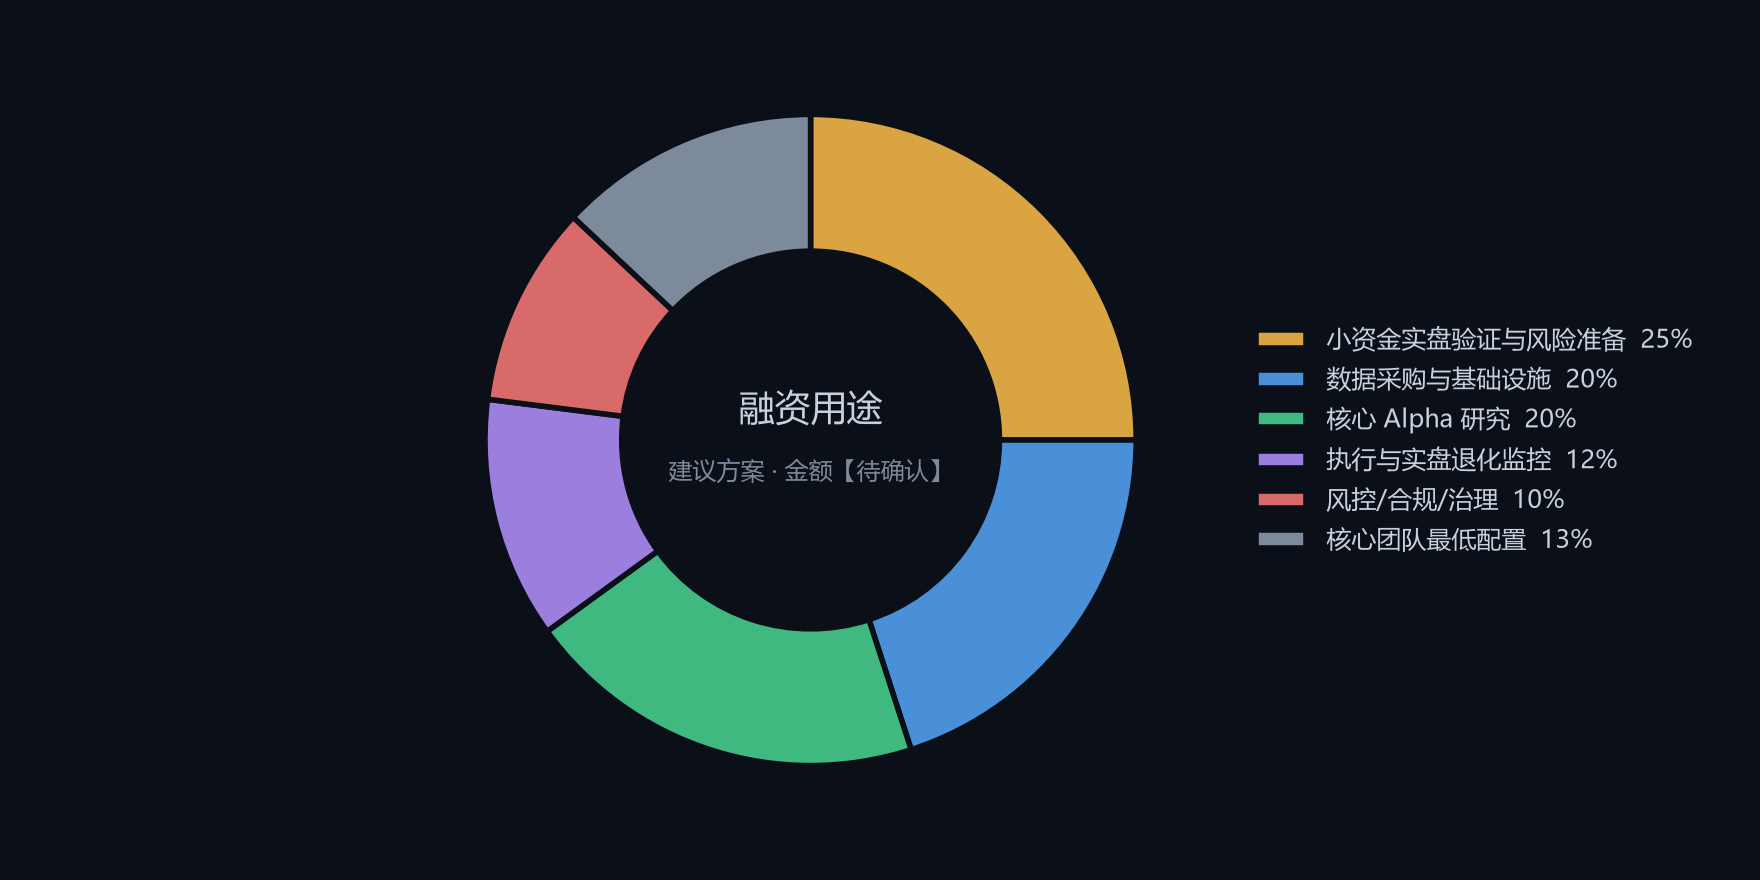 融资用途
建议方案 · 金额【待确认】
小资金实盘验证与风险准备 25%
数据采购与基础设施 20%
核心 Alpha 研究 20%
执行与实盘退化监控 12%
风控/合规/治理 10%
核心团队最低配置 13%